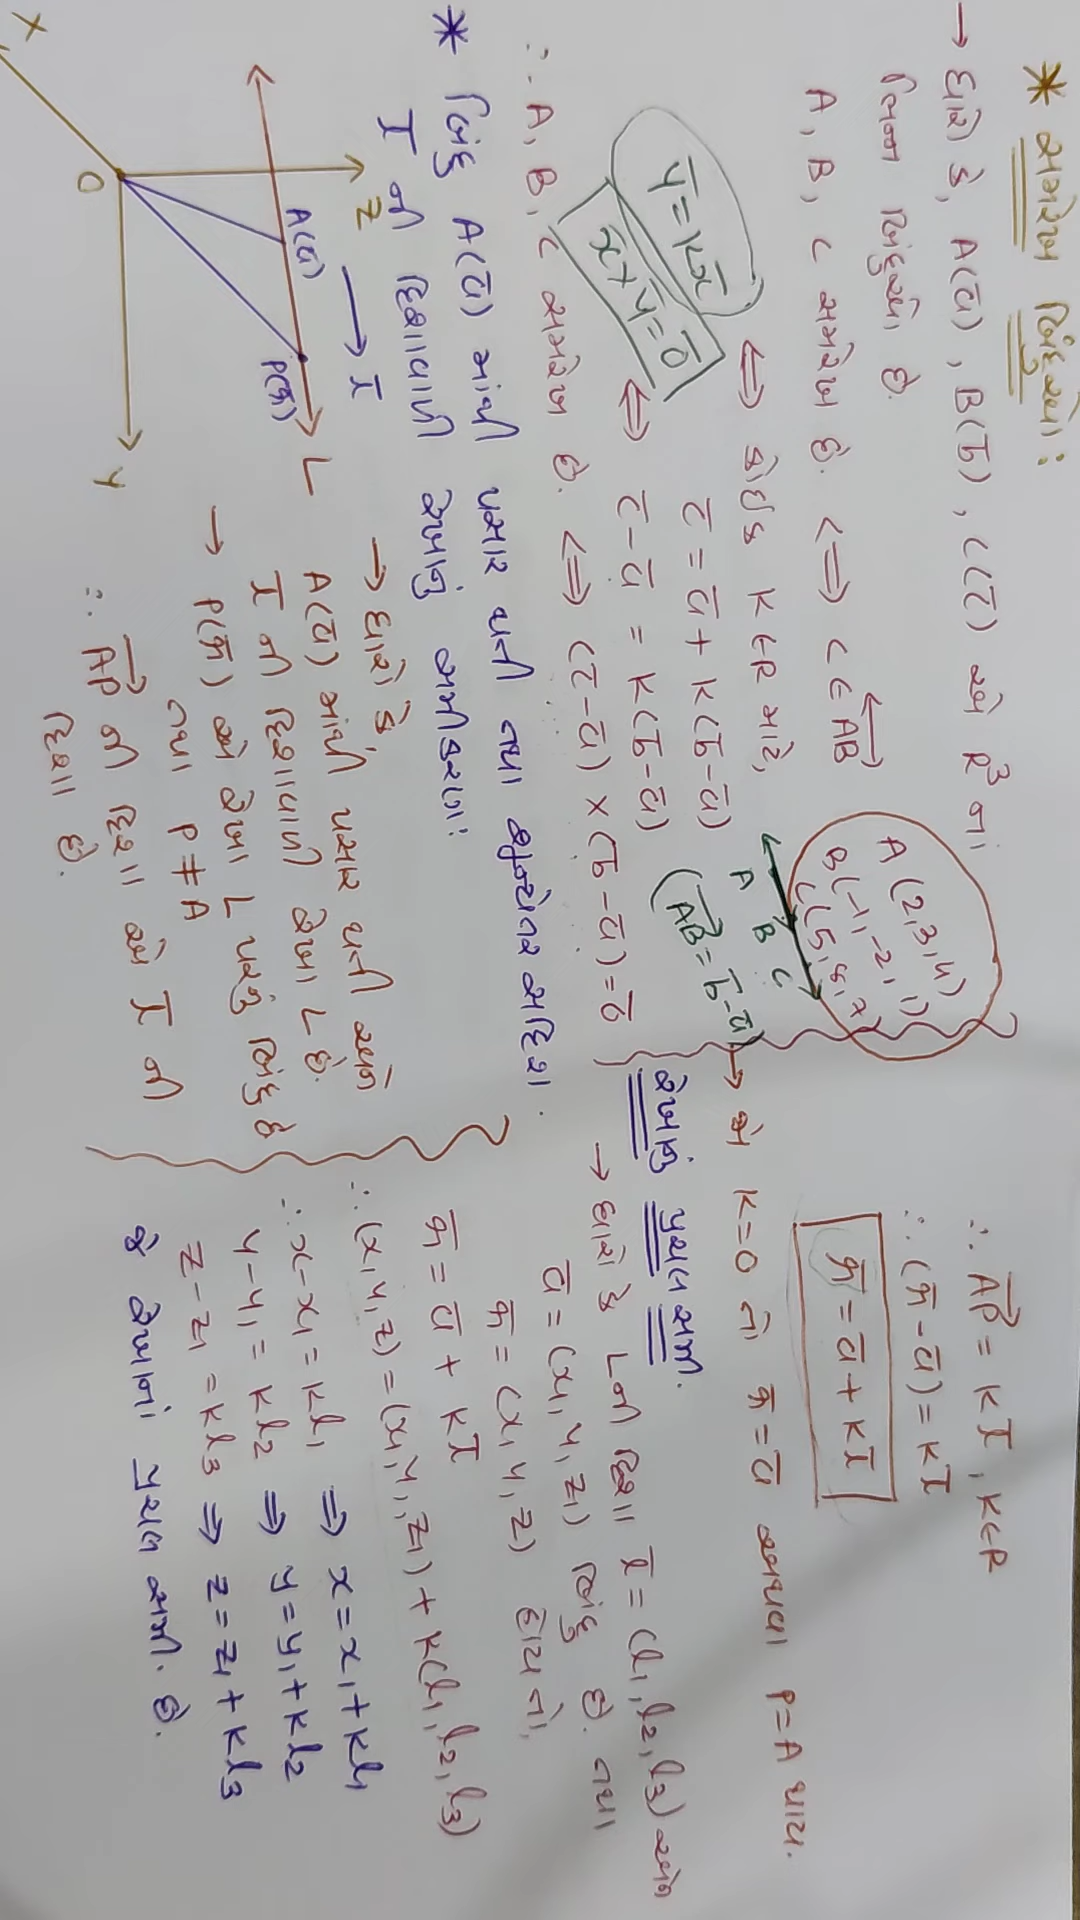 * સમરેખ બિંદુઓ:
→ ધારો કે, A(a̅), B(b̅), C(c̅) એ R³ ના
ભિન્ન બિંદુઓ છે.
A, B, C સમરેખ છે. <=> C ∈ AB
<=> કોઈક K ∈ R માટે,
c̅ = a̅ + K(b̅ - a̅)
<=> c̅ - a̅ = K(b̅ - a̅)
∴ A, B, C સમરેખ છે. <=> (c̅ - a̅) × (b̅ - a̅) = 0̅
y̅ = kx̅
x̅ × y̅ = 0̅
A(2,3,4)
B(-1,-2,1)
C(5,8,7)
A B C
(AB = b̅ - a̅)
* બિંદુ A(a̅) માંથી પસાર થતી તથા શૂન્યેતર સદિશ
l̅ ની દિશાવાળી રેખાનું સમીકરણ:
Z
L
l̅
A(a̅)
P(r̅)
O
X
Y
→ ધારો કે,
A(a̅) માંથી પસાર થતી અને
l̅ ની દિશાવાળી રેખા L છે.
→ P(r̅) એ રેખા L પરનું બિંદુ છે
તથા P ≠ A
∴ AP ની દિશા એ l̅ ની
દિશા છે.
∴ AP = kl̅, k∈R
∴ (r̅ - a̅) = kl̅
r̅ = a̅ + kl̅
→ જો K=0 તો r̅ = a̅ અથવા P=A થાય.
રેખાનું પ્રચલ સમી.
→ ધારો કે L ની દિશા l̅ = (l₁, l₂, l₃) અને
a̅ = (x₁, y₁, z₁) બિંદુ છે. તથા
r̅ = (x, y, z) હોય તો,
r̅ = a̅ + kl̅
∴ (x, y, z) = (x₁, y₁, z₁) + k(l₁, l₂, l₃)
∴ x - x₁ = kl₁ ⇒ x = x₁ + kl₁
y - y₁ = kl₂ ⇒ y = y₁ + kl₂
z - z₁ = kl₃ ⇒ z = z₁ + kl₃
જે રેખાનાં પ્રચલ સમી. છે.